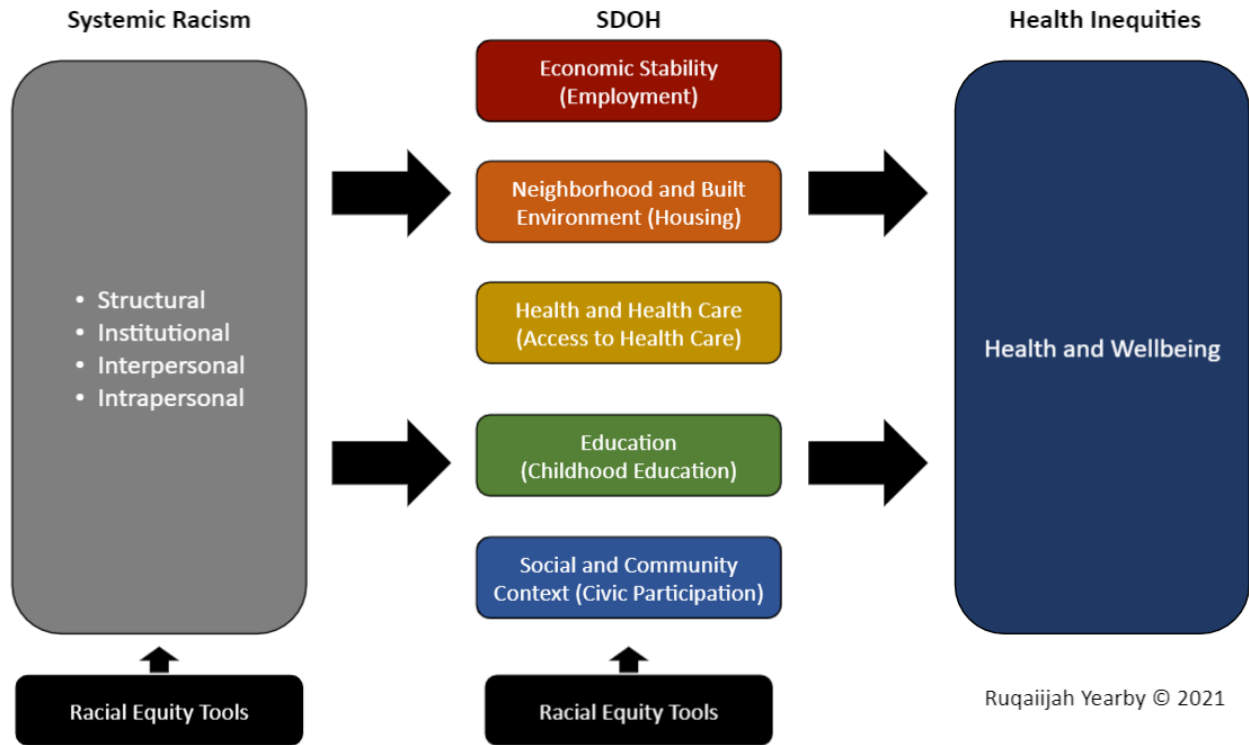 Systemic Racism
SDOH
Health Inequities
• Structural
• Institutional
• Interpersonal
• Intrapersonal
Economic Stability
(Employment)
Neighborhood and Built
Environment (Housing)
Health and Health Care
(Access to Health Care)
Education
(Childhood Education)
Social and Community
Context (Civic Participation)
Health and Wellbeing
Racial Equity Tools
Racial Equity Tools
Ruqaiijah Yearby © 2021